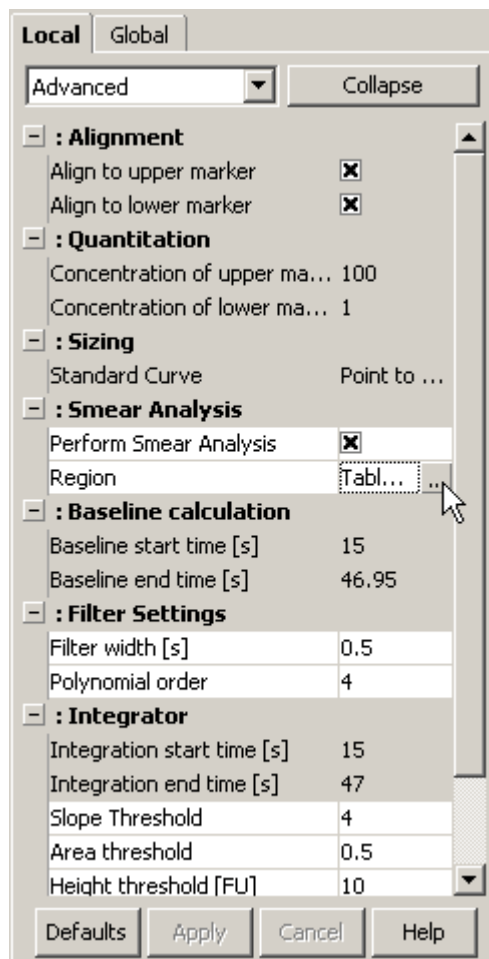 Local Global
Advanced Collapse
: Alignment
Align to upper marker
Align to lower marker
: Quantitation
Concentration of upper ma... 100
Concentration of lower ma... 1
: Sizing
Standard Curve Point to ...
: Smear Analysis
Perform Smear Analysis
Region Tabl... ...
: Baseline calculation
Baseline start time [s] 15
Baseline end time [s] 46.95
: Filter Settings
Filter width [s] 0.5
Polynomial order 4
: Integrator
Integration start time [s] 15
Integration end time [s] 47
Slope Threshold 4
Area threshold 0.5
Height threshold [FU] 10
Defaults Apply Cancel Help